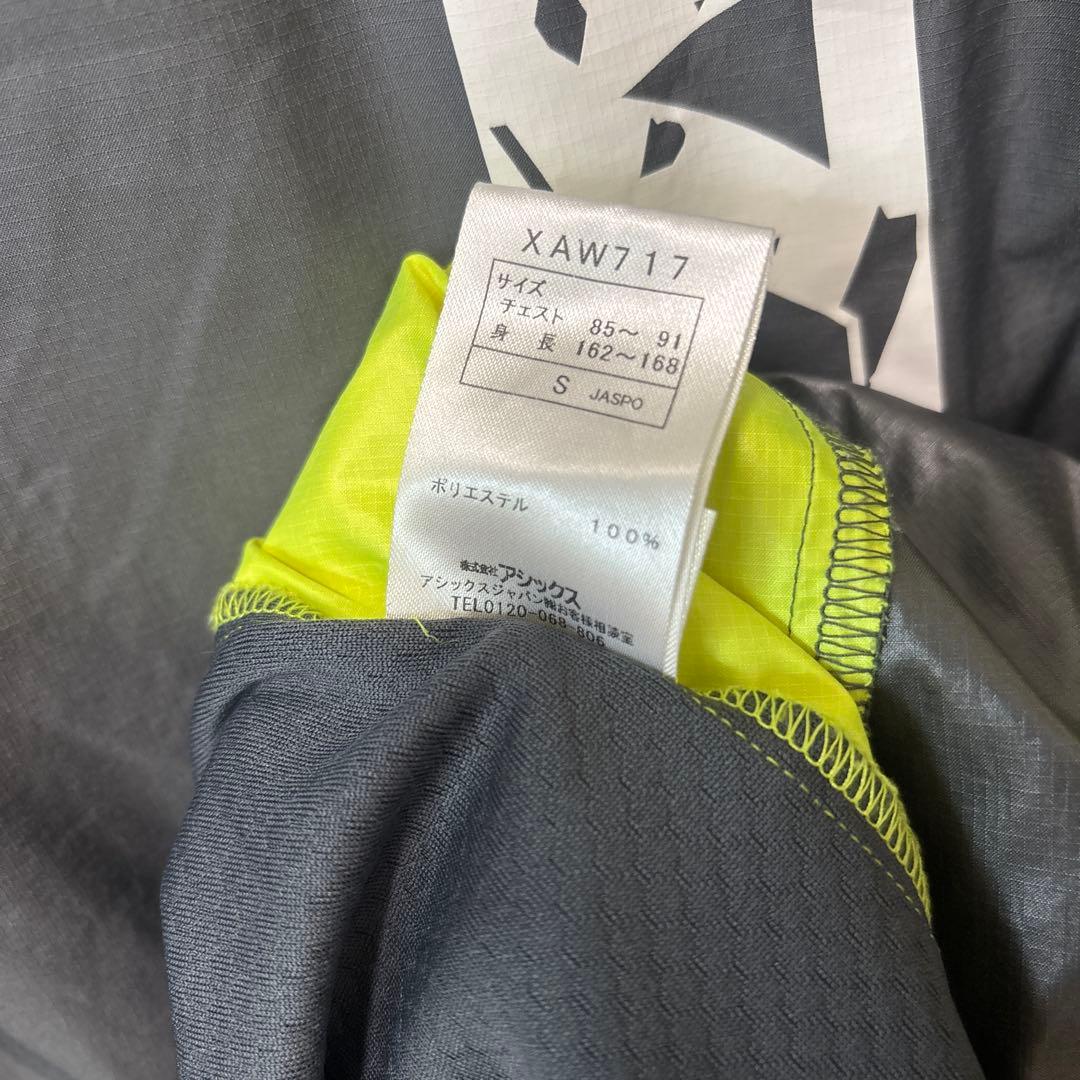 XAW717
サイズ
チェスト 85〜 91
身 長 162〜168
S JASPO
ポリエステル 100%
株式会社アシックス
アシックスジャパン㈱お客様相談室
TEL0120-068-806